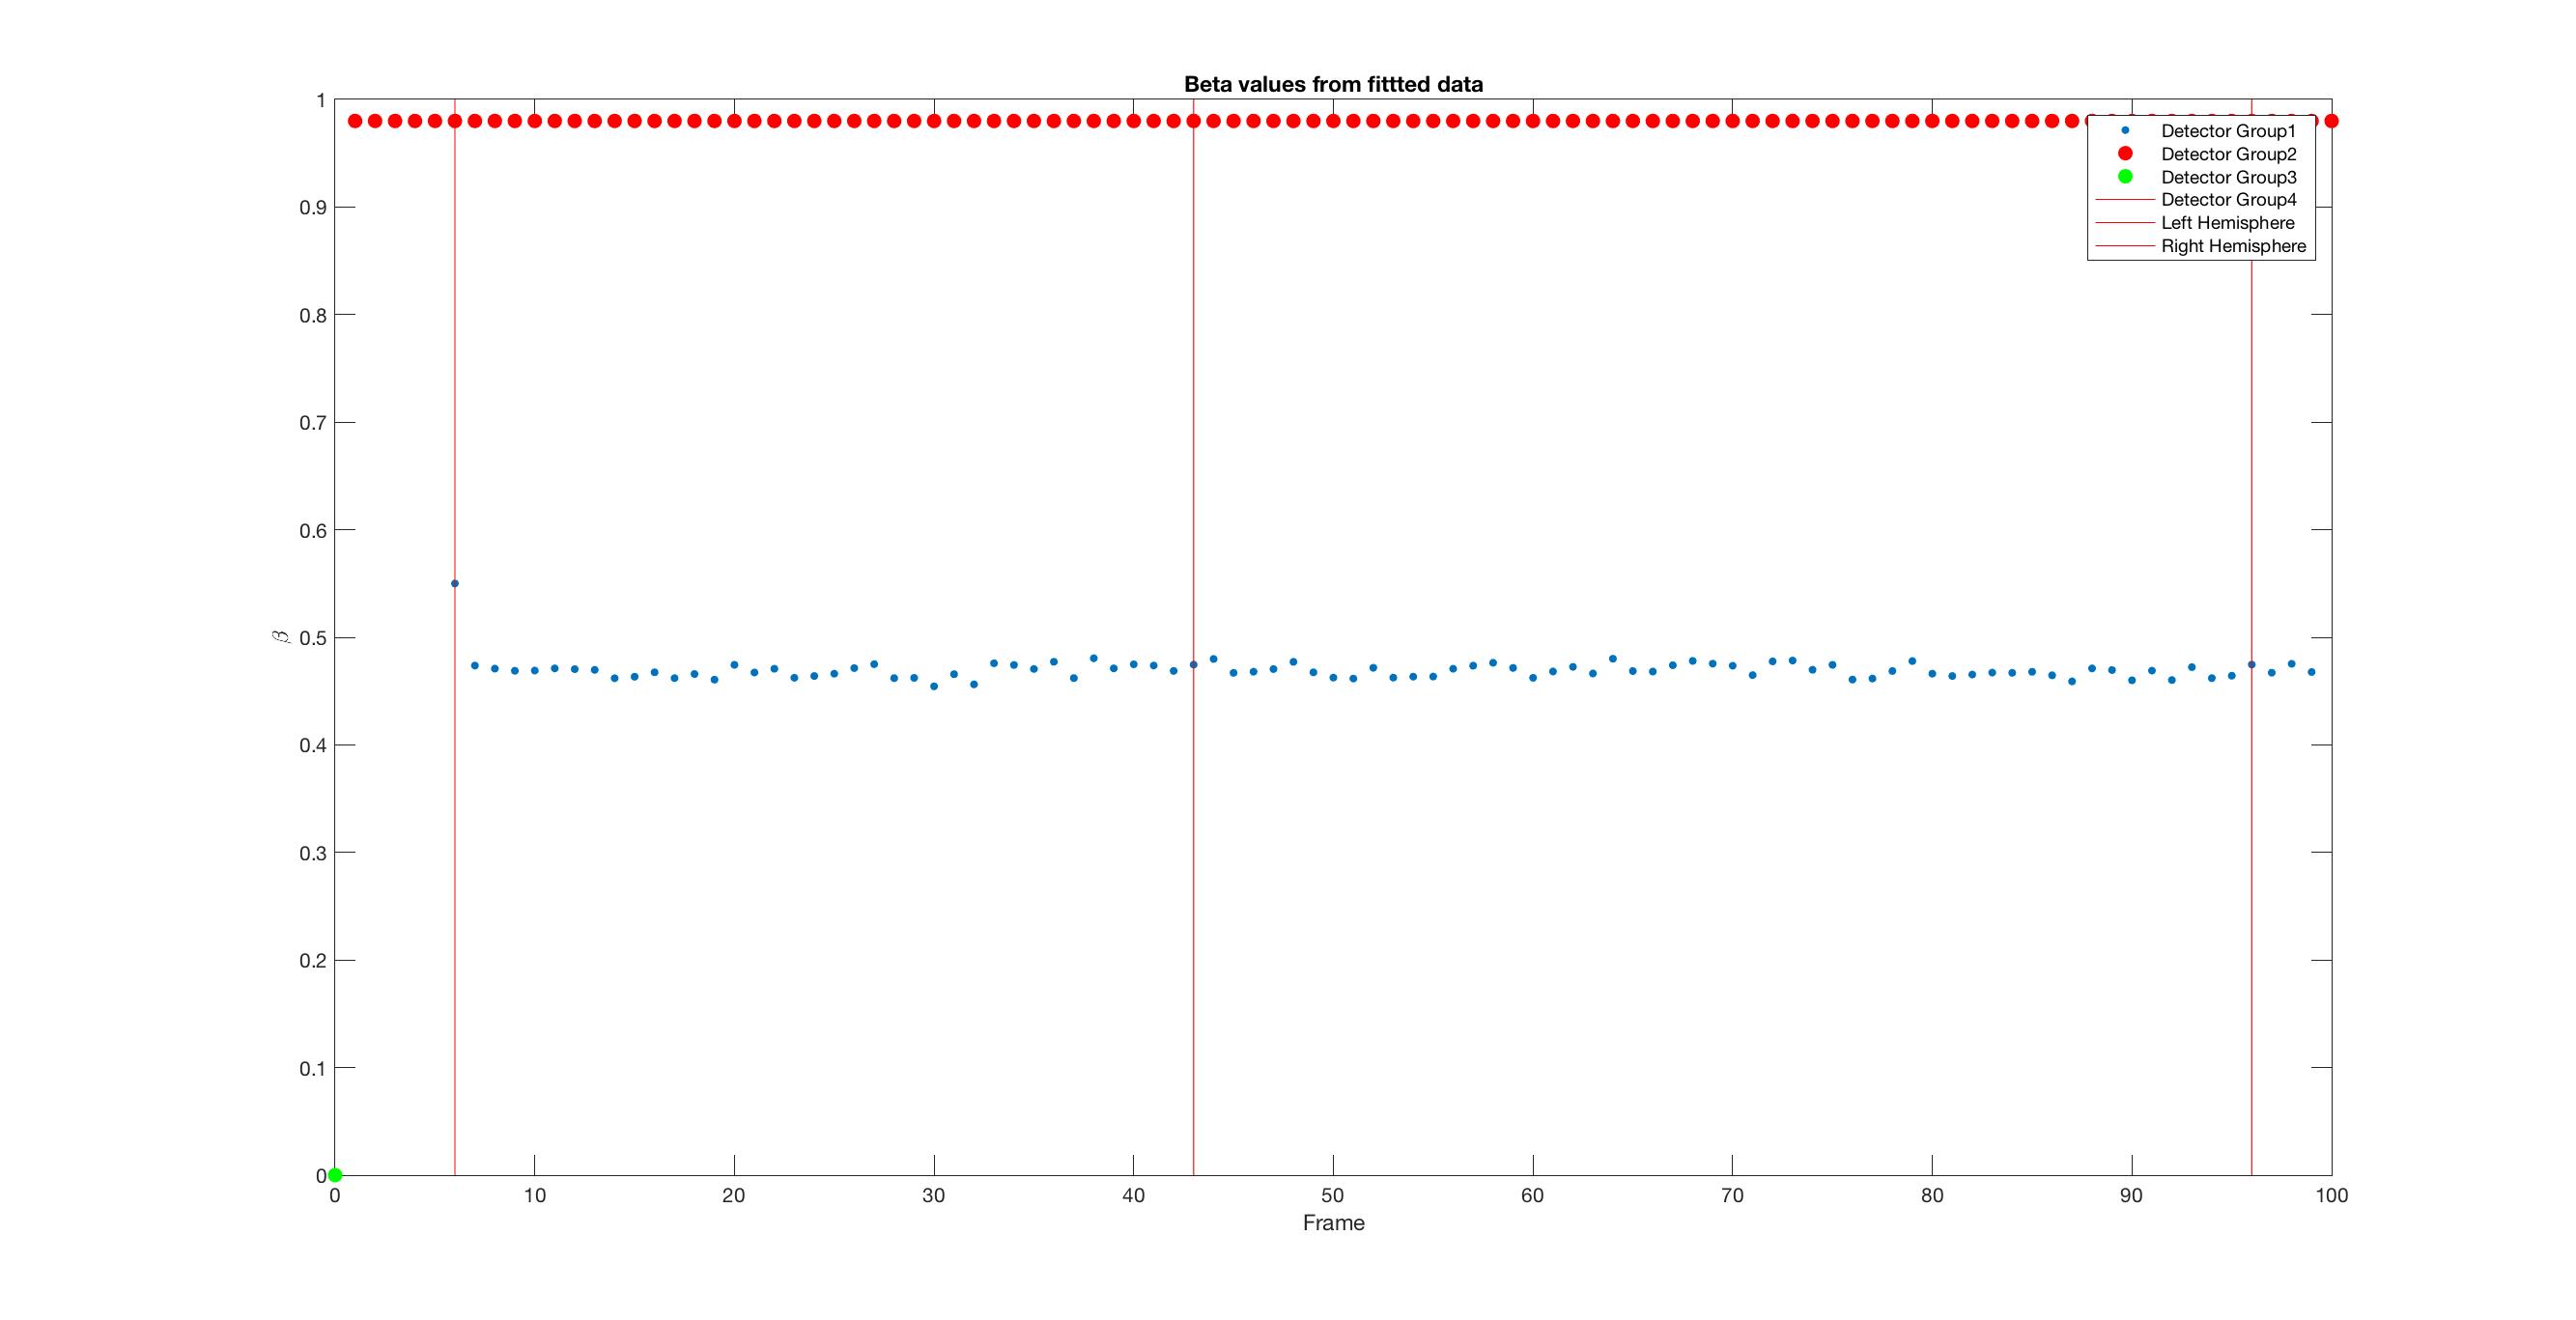 Beta values from fittted data
1
0.9
0.8
0.7
0.6
0.5
0.4
0.3
0.2
0.1
0
β
Detector Group1
Detector Group2
Detector Group3
Detector Group4
Left Hemisphere
Right Hemisphere
0 10 20 30 40 50 60 70 80 90 100
Frame